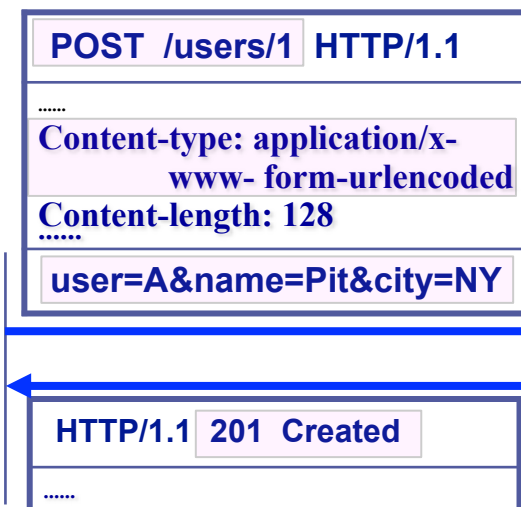 POST /users/1 HTTP/1.1
......
Content-type: application/x-
www- form-urlencoded
Content-length: 128
......
user=A&name=Pit&city=NY
HTTP/1.1 201 Created
......